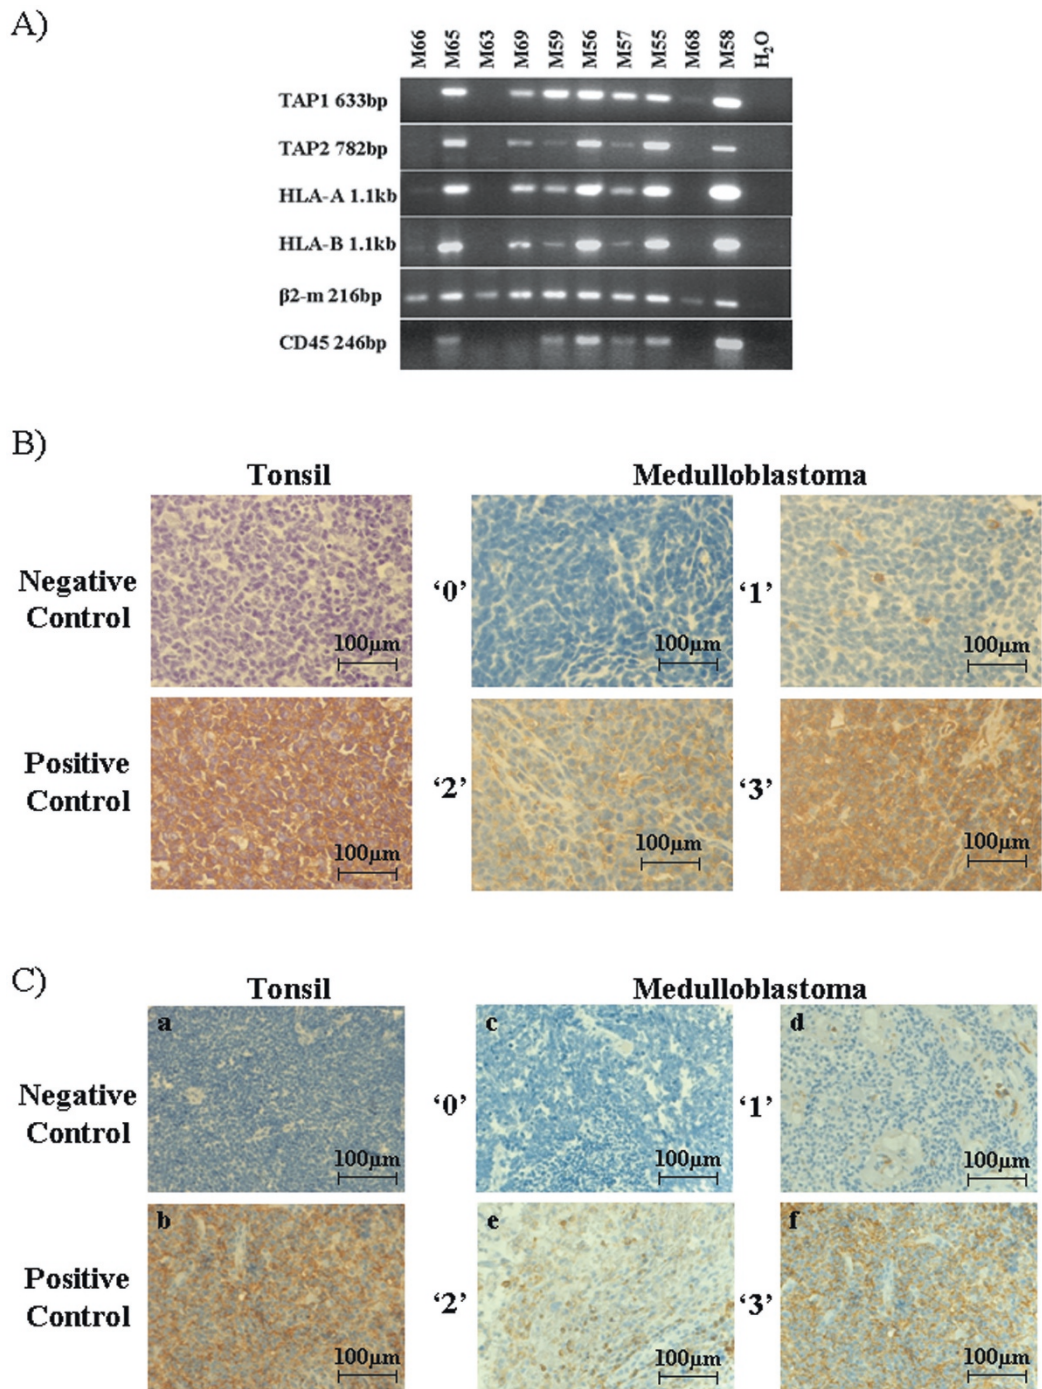 A)
M66 M65 M63 M69 M59 M56 M57 M55 M68 M58 H₂O
TAP1 633bp
TAP2 782bp
HLA-A 1.1kb
HLA-B 1.1kb
β2-m 216bp
CD45 246bp
B)
Tonsil Medulloblastoma
Negative
Control
‘0’ ‘1’
100µm 100µm 100µm
Positive
Control
‘2’ ‘3’
100µm 100µm 100µm
C)
Tonsil Medulloblastoma
a c d
Negative
Control
‘0’ ‘1’
100µm 100µm 100µm
b e f
Positive
Control
‘2’ ‘3’
100µm 100µm 100µm